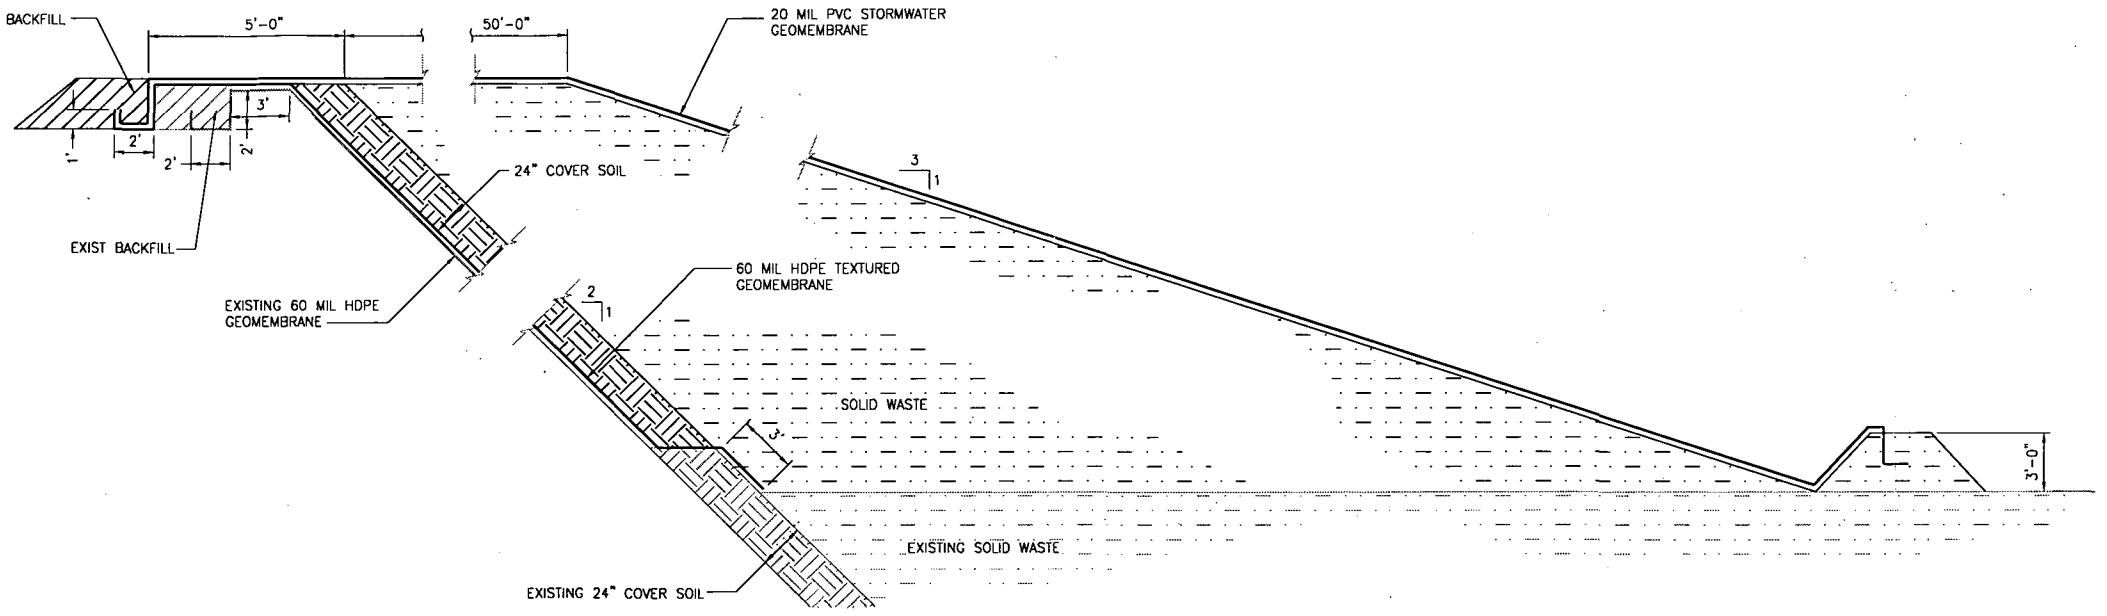 BACKFILL
5'-0"
50'-0"
20 MIL PVC STORMWATER
GEOMEMBRANE
3'
1'
2'
2'
2'
3
1
24" COVER SOIL
EXIST BACKFILL
60 MIL HDPE TEXTURED
GEOMEMBRANE
EXISTING 60 MIL HDPE
GEOMEMBRANE
2
1
SOLID WASTE
3'
3'-0"
EXISTING SOLID WASTE
EXISTING 24" COVER SOIL